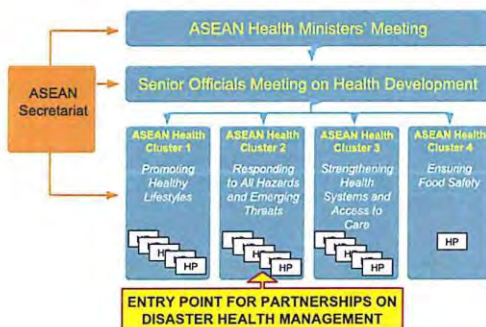 ASEAN Health Ministers' Meeting
ASEAN
Secretariat
Senior Officials Meeting on Health Development
ASEAN Health
Cluster 1
Promoting
Healthy
Lifestyles
HP
ASEAN Health
Cluster 2
Responding
to All Hazards
and Emerging
Threats
HP
ASEAN Health
Cluster 3
Strengthening
Health
Systems and
Access to
Care
HP
ASEAN Health
Cluster 4
Ensuring
Food Safety
HP
ENTRY POINT FOR PARTNERSHIPS ON
DISASTER HEALTH MANAGEMENT